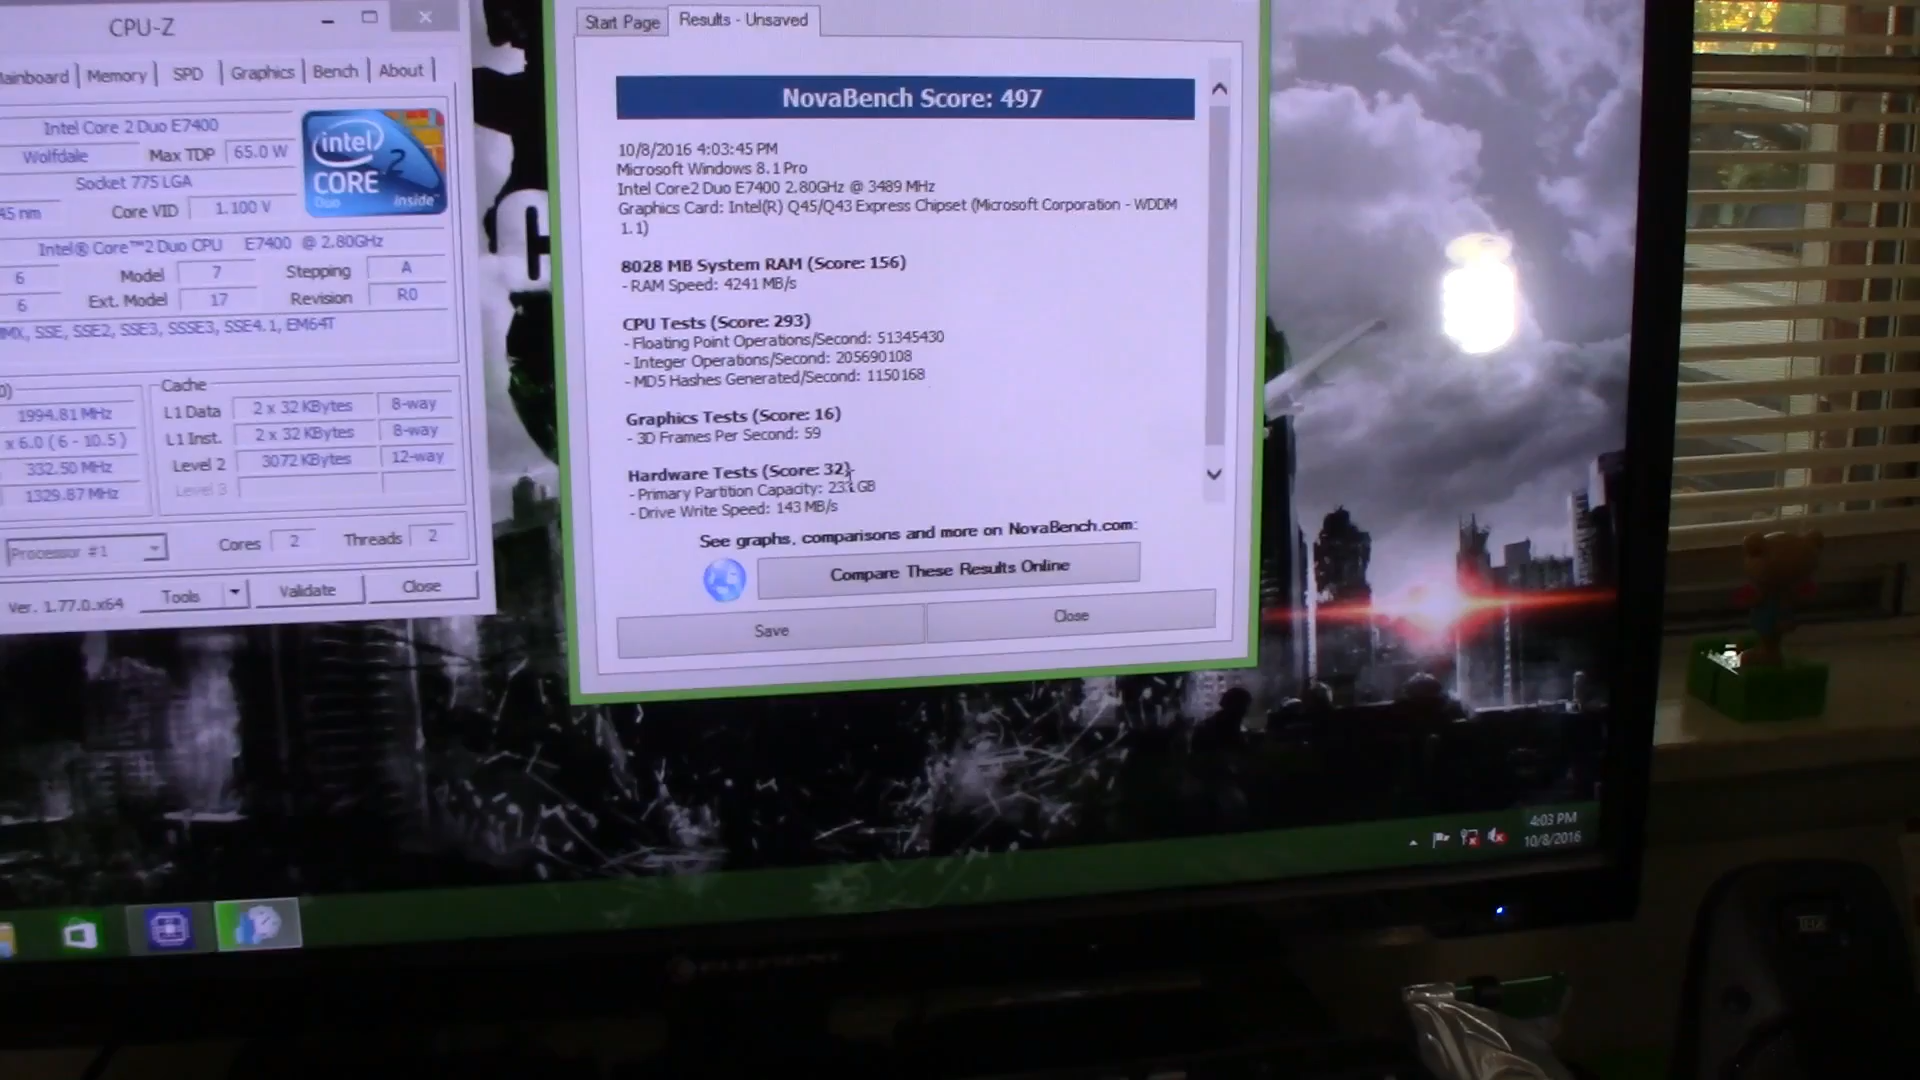 CPU-Z
Mainboard Memory SPD Graphics Bench About
Intel Core 2 Duo E7400
Wolfdale Max TDP 65.0 W
Socket 775 LGA
45 nm Core VID 1.100 V
intel
CORE 2
Duo inside™
Intel® Core™2 Duo CPU E7400 @ 2.80GHz
6 Model 7 Stepping A
6 Ext. Model 17 Revision R0
MMX, SSE, SSE2, SSE3, SSSE3, SSE4.1, EM64T
0) Cache
1994.81 MHz L1 Data 2 x 32 KBytes 8-way
x 6.0 ( 6 - 10.5 ) L1 Inst. 2 x 32 KBytes 8-way
332.50 MHz Level 2 3072 KBytes 12-way
1329.87 MHz Level 3
Processor #1 Cores 2 Threads 2
Ver. 1.77.0.x64 Tools Validate Close
Start Page Results - Unsaved
NovaBench Score: 497
10/8/2016 4:03:45 PM
Microsoft Windows 8.1 Pro
Intel Core2 Duo E7400 2.80GHz @ 3489 MHz
Graphics Card: Intel(R) Q45/Q43 Express Chipset (Microsoft Corporation - WDDM
1.1)
8028 MB System RAM (Score: 156)
- RAM Speed: 4241 MB/s
CPU Tests (Score: 293)
- Floating Point Operations/Second: 51345430
- Integer Operations/Second: 205690108
- MD5 Hashes Generated/Second: 1150168
Graphics Tests (Score: 16)
- 3D Frames Per Second: 59
Hardware Tests (Score: 32)
- Primary Partition Capacity: GB
- Drive Write Speed: 143 MB/s
See graphs, comparisons and more on NovaBench.com:
Compare These Results Online
Save Close
4:03 PM
10/8/2016